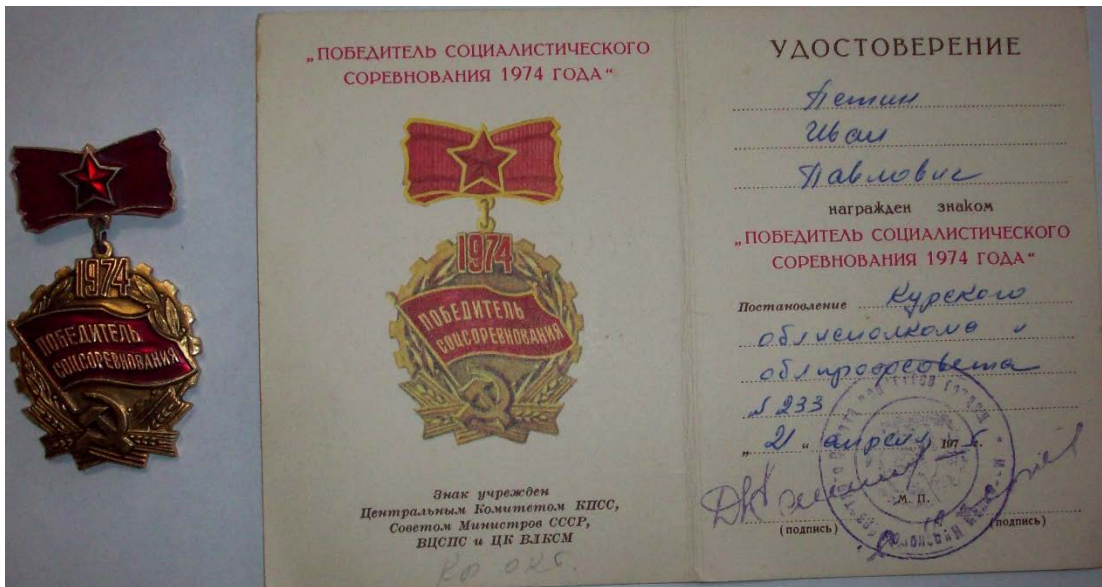 1974
ПОБЕДИТЕЛЬ
СОЦСОРЕВНОВАНИЯ
„ПОБЕДИТЕЛЬ СОЦИАЛИСТИЧЕСКОГО
СОРЕВНОВАНИЯ 1974 ГОДА“
1974
ПОБЕДИТЕЛЬ
СОЦСОРЕВНОВАНИЯ
Знак учрежден
Центральным Комитетом КПСС,
Советом Министров СССР,
ВЦСПС и ЦК ВЛКСМ
УДОСТОВЕРЕНИЕ
Петин
Иван
Павлович
награжден знаком
„ПОБЕДИТЕЛЬ СОЦИАЛИСТИЧЕСКОГО
СОРЕВНОВАНИЯ 1974 ГОДА“
Постановление Курского
облисполкома и
облпрофсовета
№ 233
„21“ апреля 1975 г.
М. П.
(подпись) (подпись)